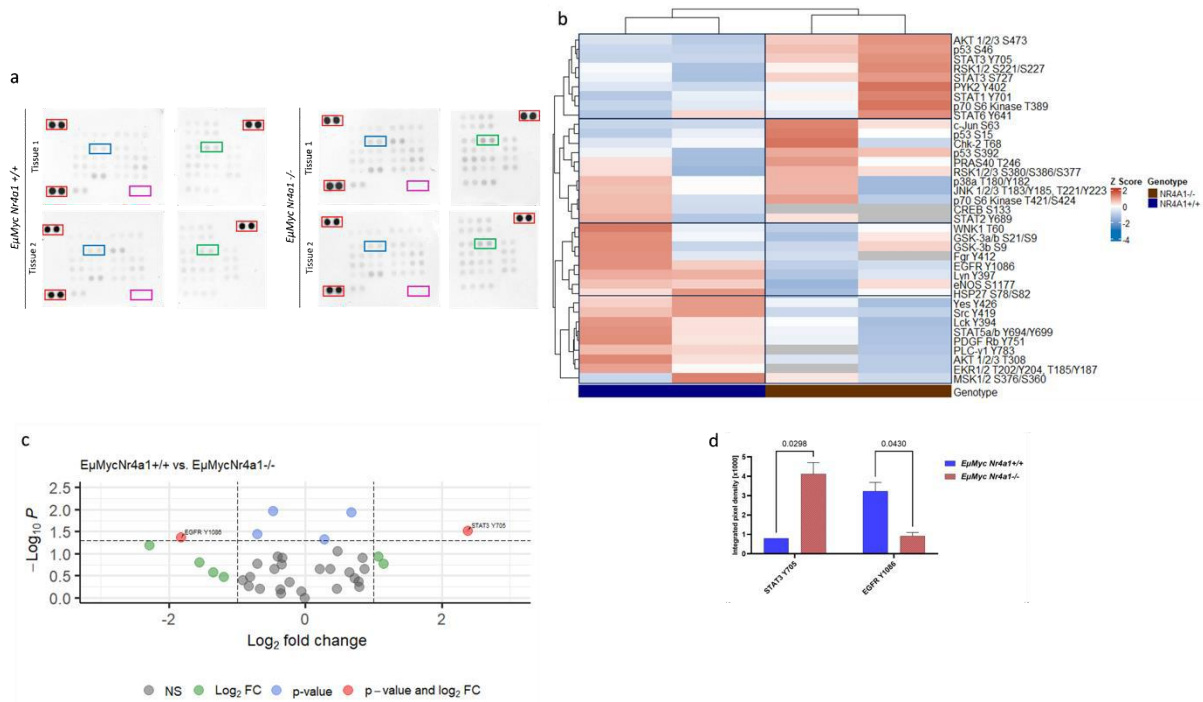 a
EµMyc Nr4a1 +/+
Tissue 1
Tissue 2
EµMyc Nr4a1 -/-
Tissue 1
Tissue 2
b
AKT 1/2/3 S473
p53 S46
STAT3 Y705
RSK1/2 S221/S227
STAT3 S727
PYK2 Y402
STAT1 Y701
p70 S6 Kinase T389
STAT6 Y641
c-Jun S63
p53 S15
Chk-2 T68
p53 S392
PRAS40 T246
RSK1/2/3 S380/S386/S377
p38a T180/Y182
JNK 1/2/3 T183/Y185, T221/Y223
p70 S6 Kinase T421/S424
CREB S133
STAT2 Y689
WNK1 T60
GSK-3a/b S21/S9
GSK-3b S9
Fgr Y412
EGFR Y1086
Lyn Y397
eNOS S1177
HSP27 S78/S82
Yes Y426
Src Y419
Lck Y394
STAT5a/b Y694/Y699
PDGF Rb Y751
PLC-γ1 Y783
AKT 1/2/3 T308
EKR1/2 T202/Y204, T185/Y187
MSK1/2 S376/S360
Genotype
Z Score
2
0
-2
-4
Genotype
NR4A1-/-
NR4A1+/+
c
EµMycNr4a1+/+ vs. EµMycNr4a1-/-
− Log10 P
2.5
2.0
1.5
1.0
0.5
0.0
EGFR Y1086
STAT3 Y705
-2
0
2
Log2 fold change
NS
Log2 FC
p-value
p − value and log2 FC
d
Integrated pixel density [x1000]
5
4
3
2
1
0
0.0298
0.0430
STAT3 Y705
EGFR Y1086
EµMyc Nr4a1+/+
EµMyc Nr4a1-/-